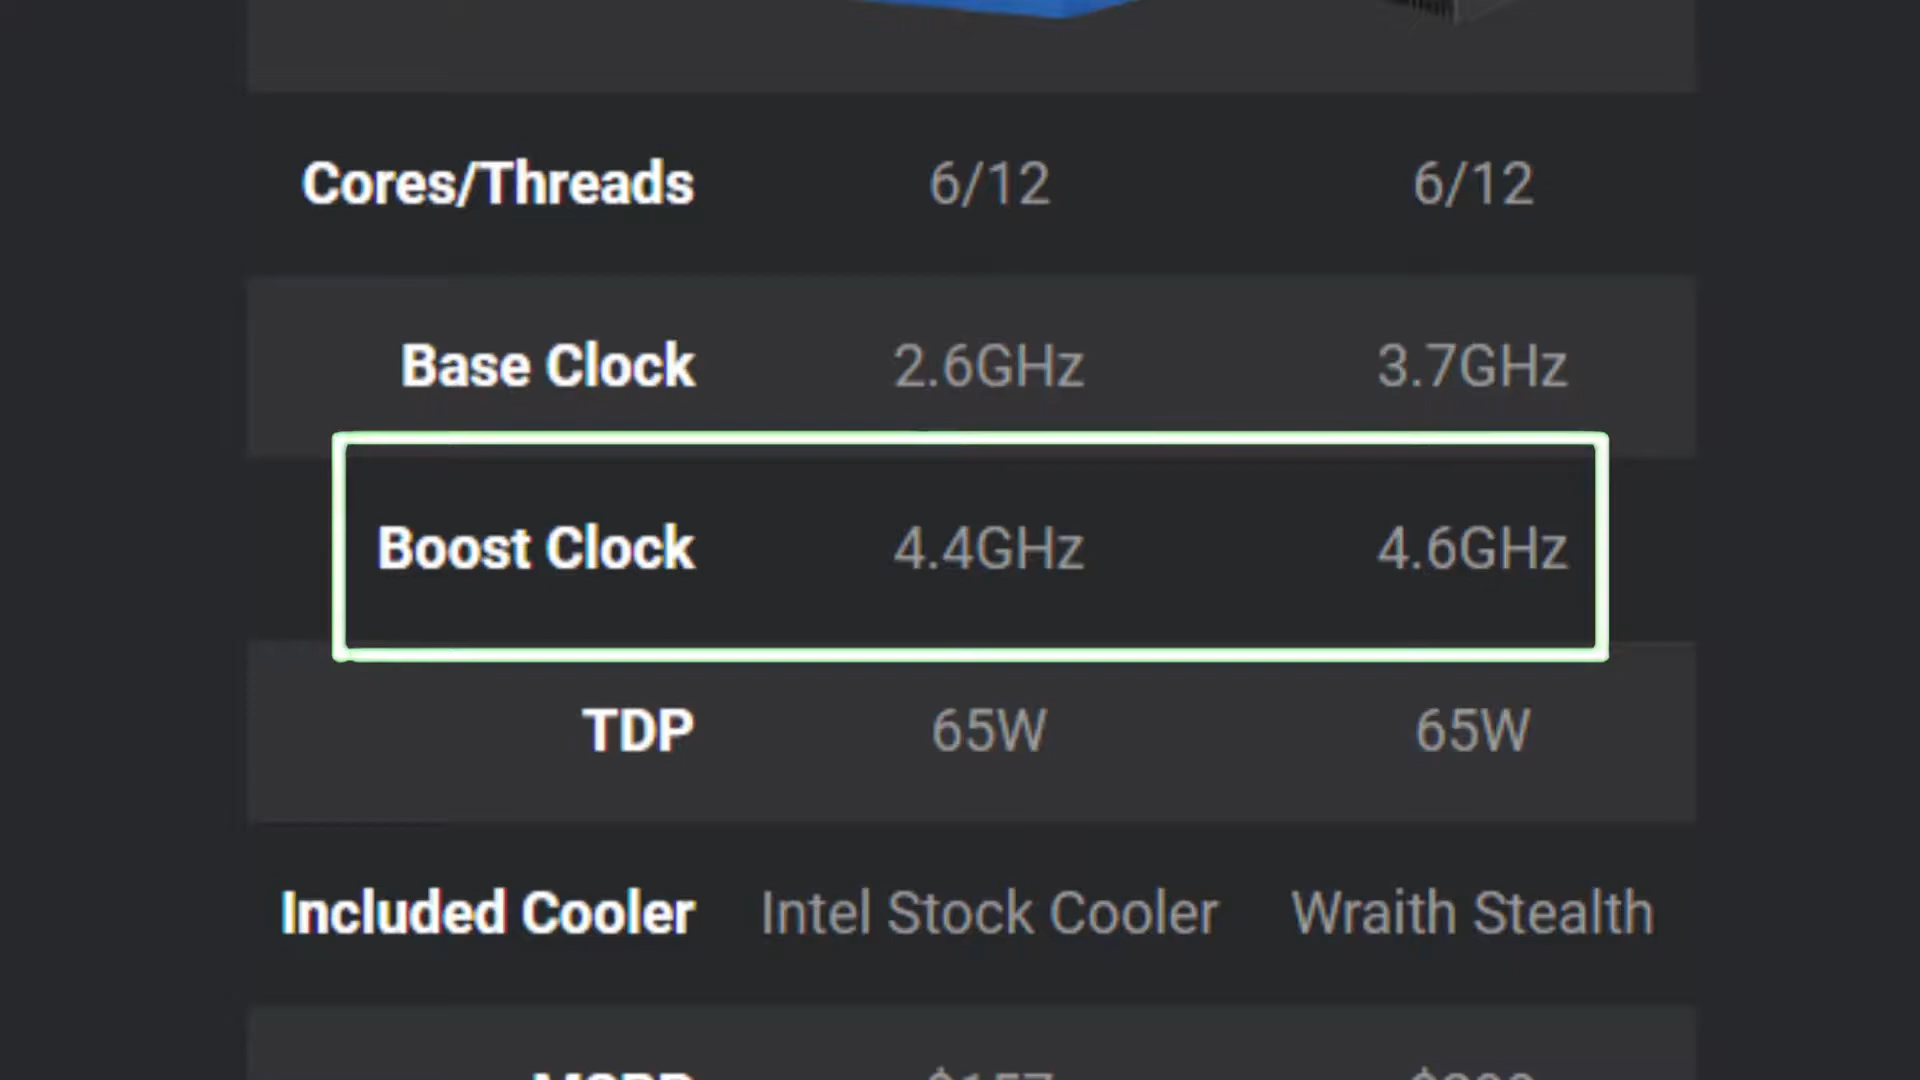 Cores/Threads 6/12 6/12
Base Clock 2.6GHz 3.7GHz
Boost Clock 4.4GHz 4.6GHz
TDP 65W 65W
Included Cooler Intel Stock Cooler Wraith Stealth